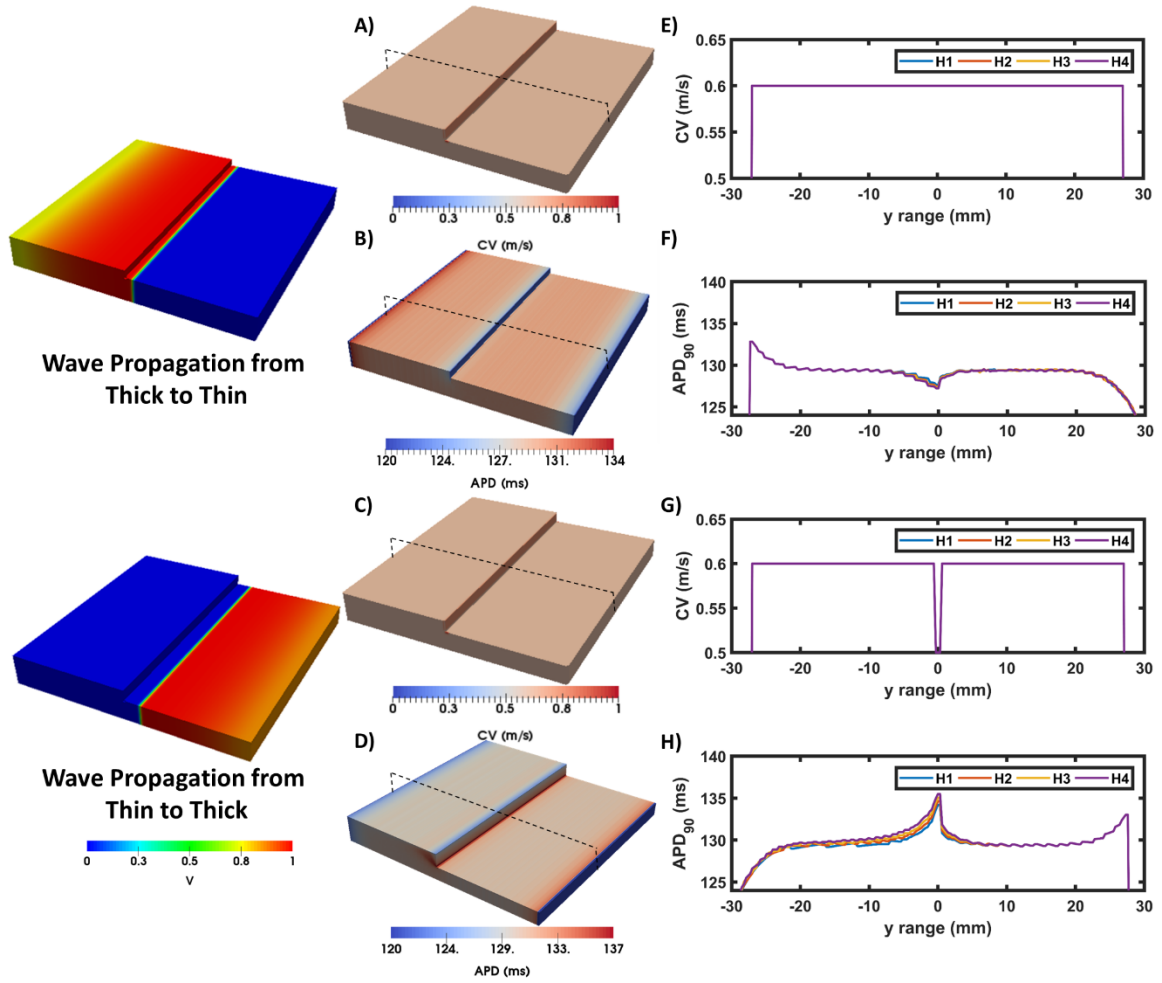 A)
0 0.3 0.5 0.8 1
CV (m/s)
E)
CV (m/s)
0.65
0.6
0.55
0.5
H1 H2 H3 H4
-30 -20 -10 0 10 20 30
y range (mm)
Wave Propagation from
Thick to Thin
B)
120 124. 127. 131. 134
APD (ms)
F)
APD90 (ms)
140
135
130
125
H1 H2 H3 H4
-30 -20 -10 0 10 20 30
y range (mm)
C)
0 0.3 0.5 0.8 1
CV (m/s)
G)
CV (m/s)
0.65
0.6
0.55
0.5
H1 H2 H3 H4
-30 -20 -10 0 10 20 30
y range (mm)
Wave Propagation from
Thin to Thick
0 0.3 0.5 0.8 1
V
D)
120 124. 129. 133. 137
APD (ms)
H)
APD90 (ms)
140
135
130
125
H1 H2 H3 H4
-30 -20 -10 0 10 20 30
y range (mm)